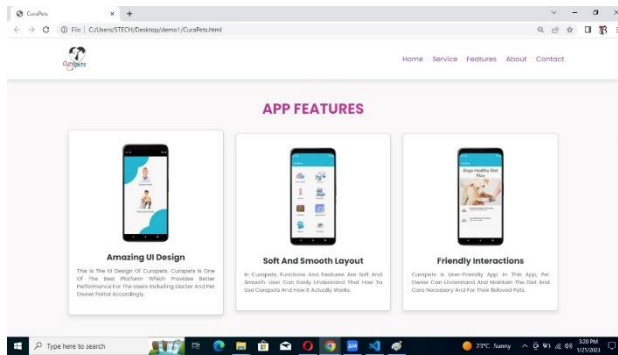 CuraPets
File | C:/Users/STECH/Desktop/demo1/CuraPets.html
Curapets
Home Service Features About Contact
APP FEATURES
Dogs Healthy Diet
Plan
Amazing UI Design
This Is The UI Design Of Curapets. Curapets Is One
Of The Best Platform Which Provides Better
Performance For The Users Including Doctor And Pet
Owner Portal Accordingly.
Soft And Smooth Layout
In Curapets, Functions And Features Are Soft And
Smooth. User Can Easily Understand That How To
Use Curapets And How It Actually Works.
Friendly Interactions
Curapets Is User-Friendly App. In This App, Pet
Owner Can Understand And Maintain The Diet And
Care Necessary And For Their Beloved Pets.
Type here to search
23°C Sunny
3:28 PM
1/21/2023